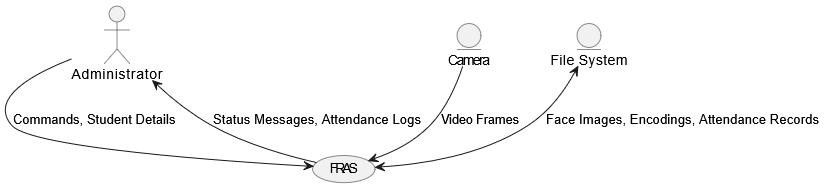 Administrator
Camera
File System
Commands, Student Details
Status Messages, Attendance Logs
Video Frames
Face Images, Encodings, Attendance Records
FRAS